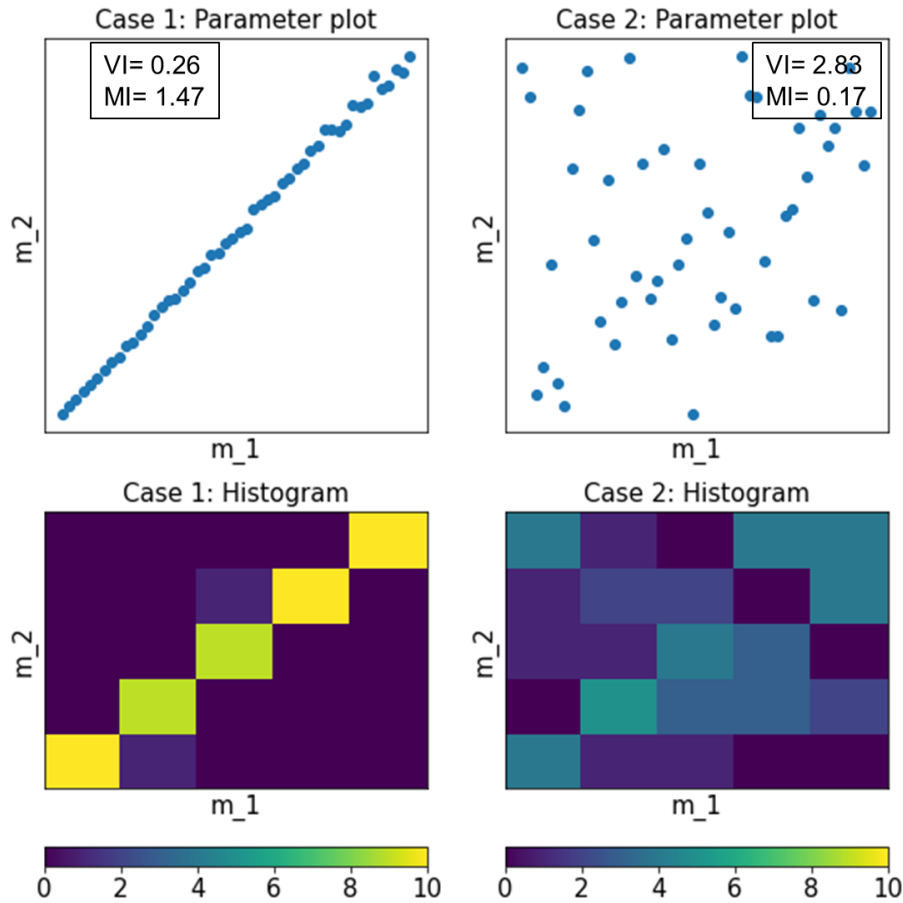 Case 1: Parameter plot
VI= 0.26
MI= 1.47
m_2
m_1
Case 2: Parameter plot
VI= 2.83
MI= 0.17
m_2
m_1
Case 1: Histogram
m_2
m_1
0 2 4 6 8 10
Case 2: Histogram
m_2
m_1
0 2 4 6 8 10